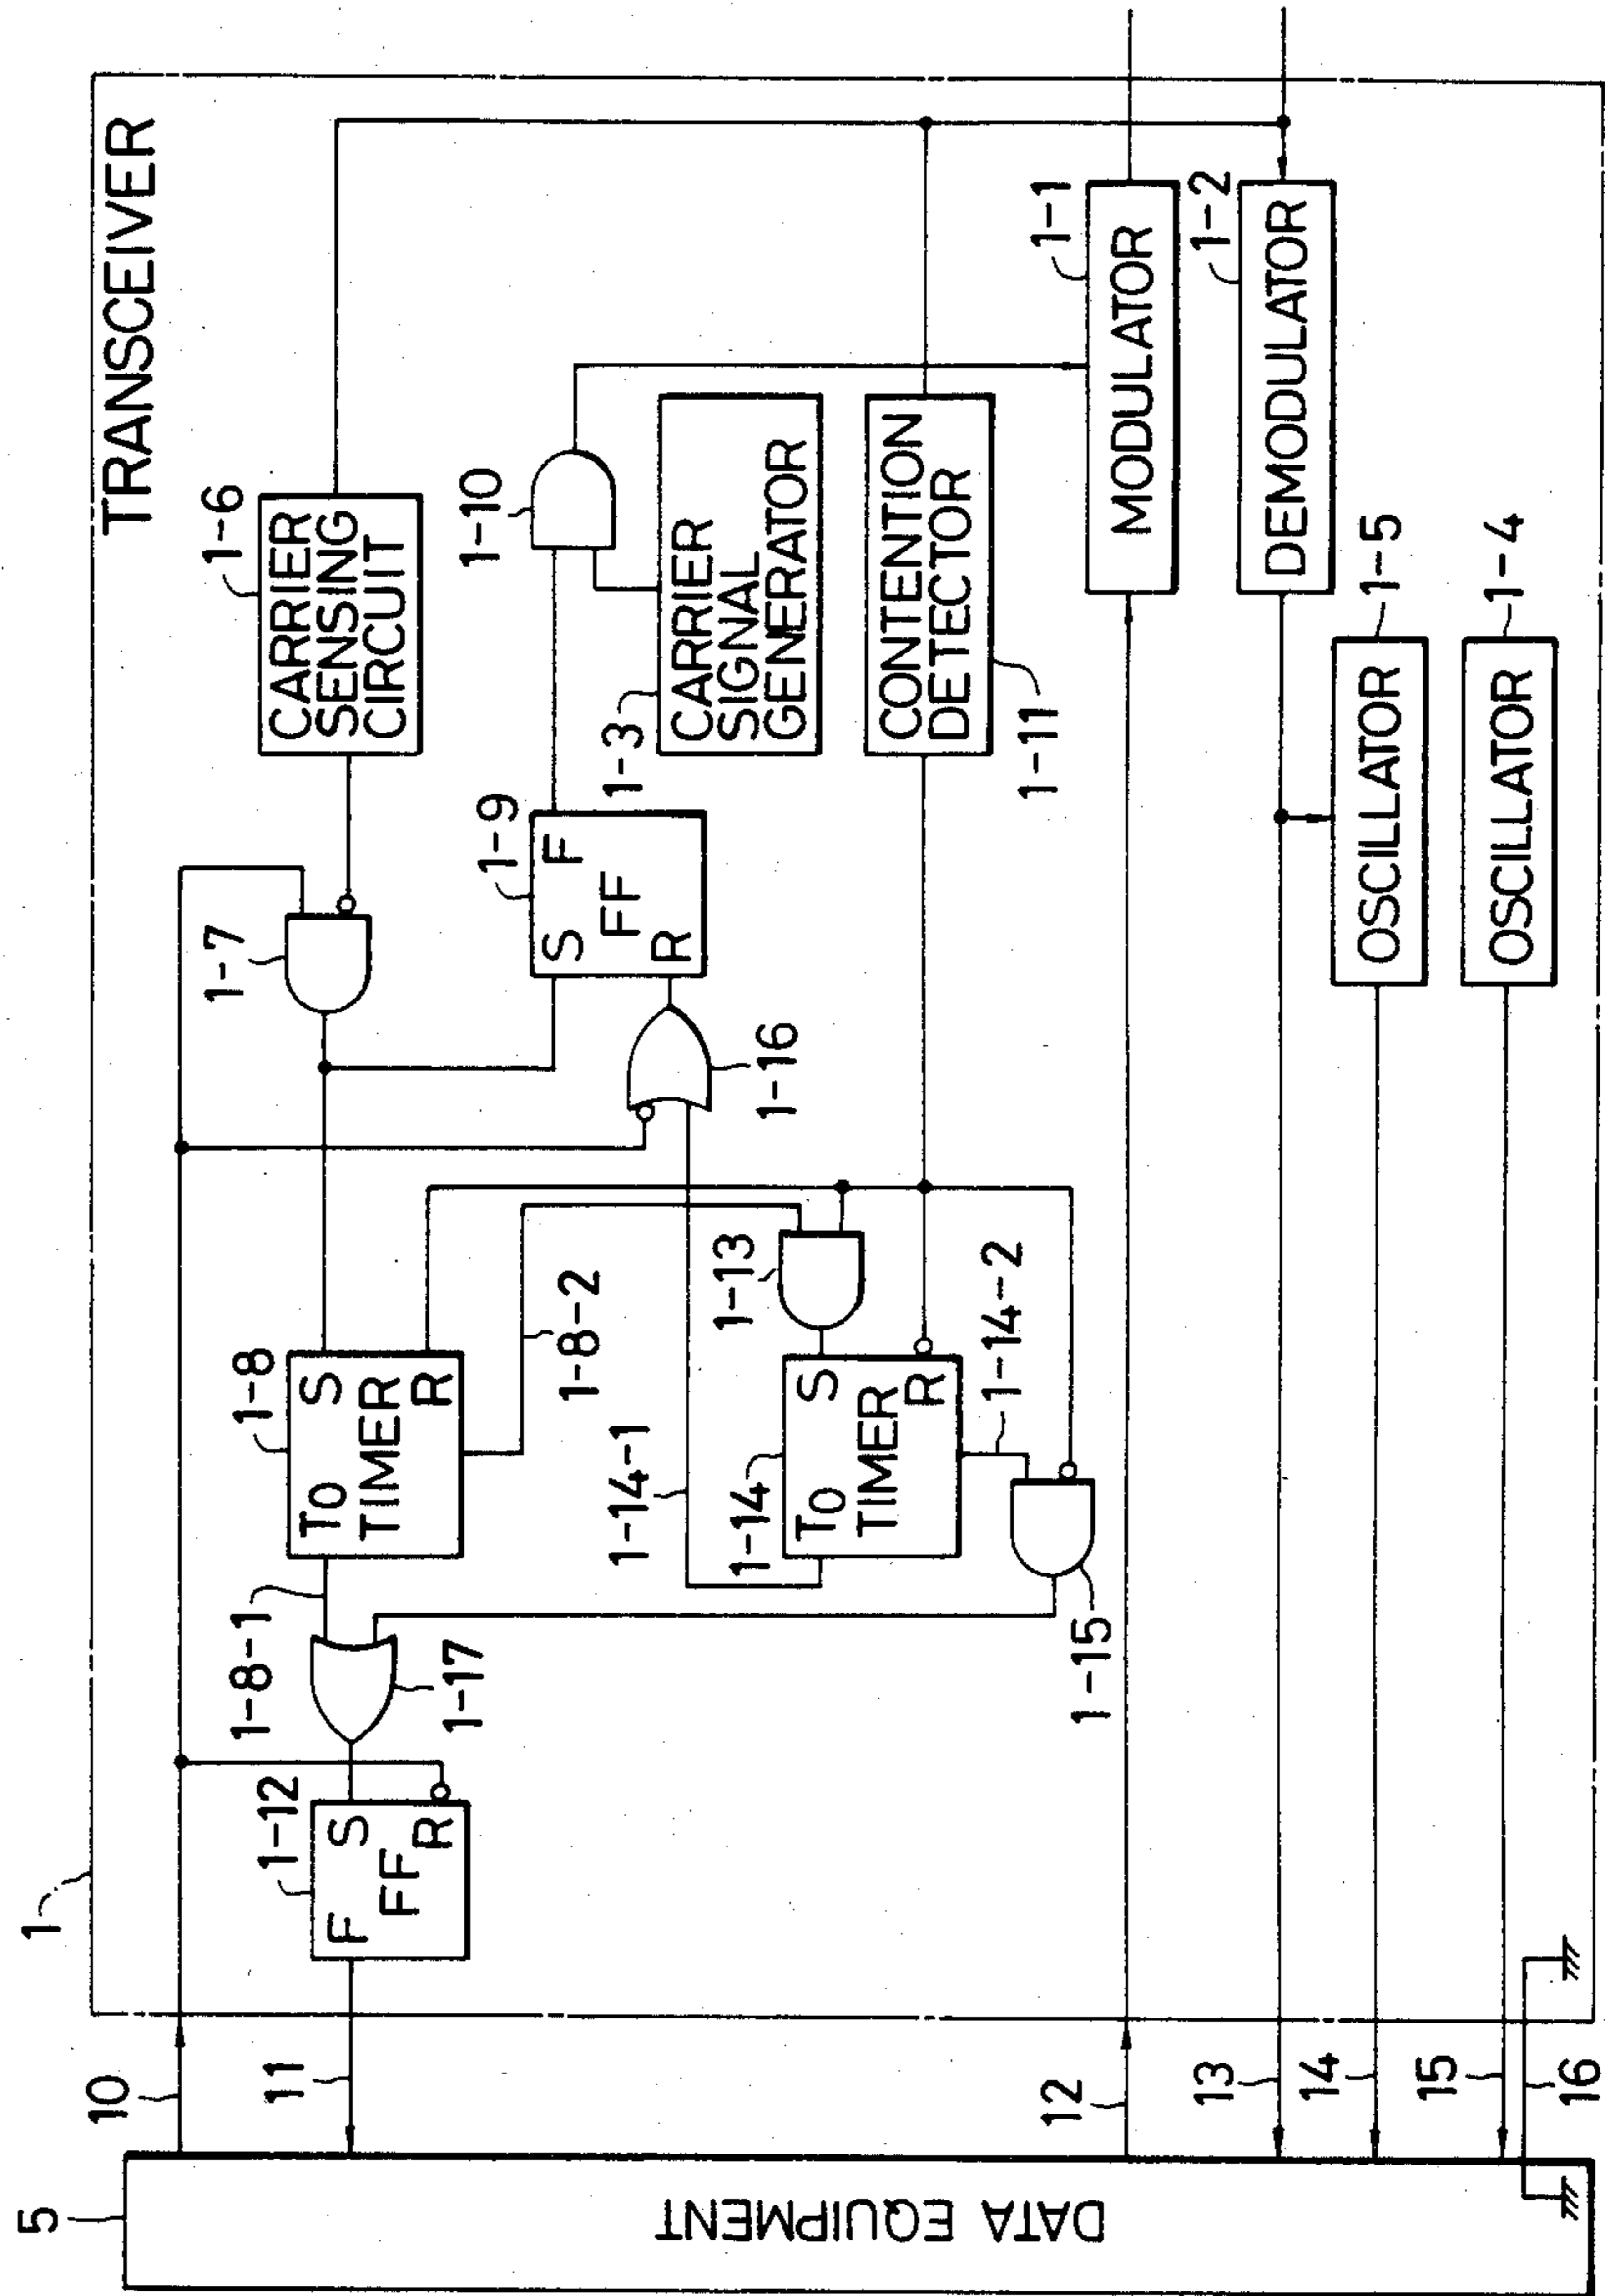 TRANSCEIVER
1
5
DATA EQUIPMENT
10
11
12
13
14
15
16
1-12
F S
FF
R
1-8-1
1-17
1-8
T0 S
TIMER
R
1-8-2
1-7
1-6
CARRIER
SENSING
CIRCUIT
1-9
S F
FF
R
1-16
1-10
1-3
CARRIER
SIGNAL
GENERATOR
1-14-1
1-14
T0 S
TIMER
R
1-13
1-14-2
1-15
CONTENTION
DETECTOR
1-11
1-1
MODULATOR
1-2
DEMODULATOR
1-5
OSCILLATOR
1-4
OSCILLATOR